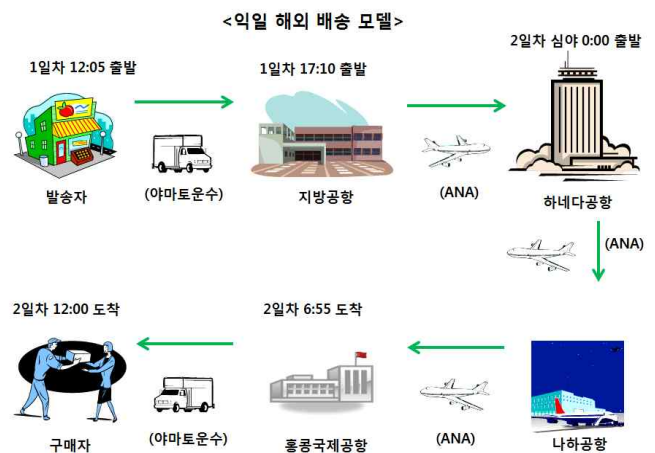 <익일 해외 배송 모델>
1일차 12:05 출발
1일차 17:10 출발
2일차 심야 0:00 출발
발송자
(야마토운수)
지방공항
(ANA)
하네다공항
(ANA)
2일차 12:00 도착
2일차 6:55 도착
구매자
(야마토운수)
홍콩국제공항
(ANA)
나하공항